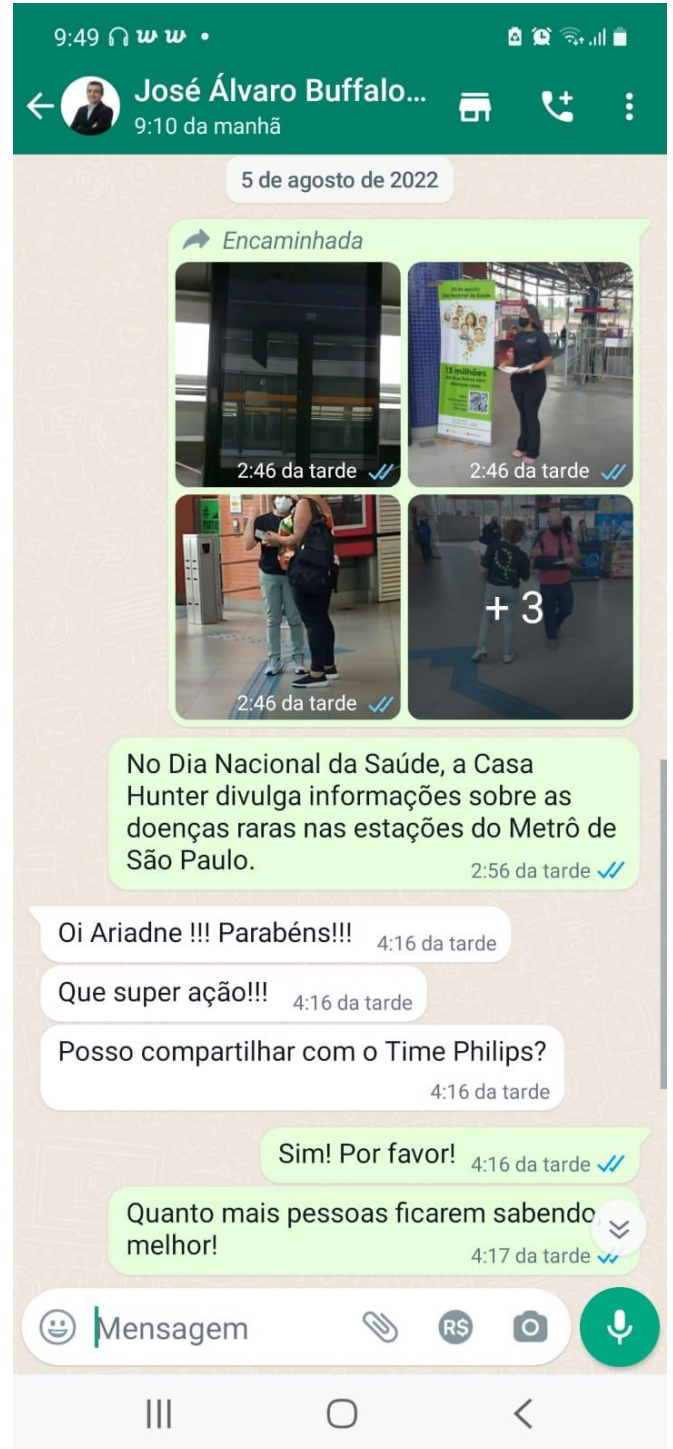 9:49
José Álvaro Buffalo...
9:10 da manhã
5 de agosto de 2022
Encaminhada
15 milhões
2:46 da tarde
2:46 da tarde
2:46 da tarde
+ 3
No Dia Nacional da Saúde, a Casa
Hunter divulga informações sobre as
doenças raras nas estações do Metrô de
São Paulo.
2:56 da tarde
Oi Ariadne !!! Parabéns!!!
4:16 da tarde
Que super ação!!!
4:16 da tarde
Posso compartilhar com o Time Philips?
4:16 da tarde
Sim! Por favor!
4:16 da tarde
Quanto mais pessoas ficarem sabendo,
melhor!
4:17 da tarde
Mensagem
R$